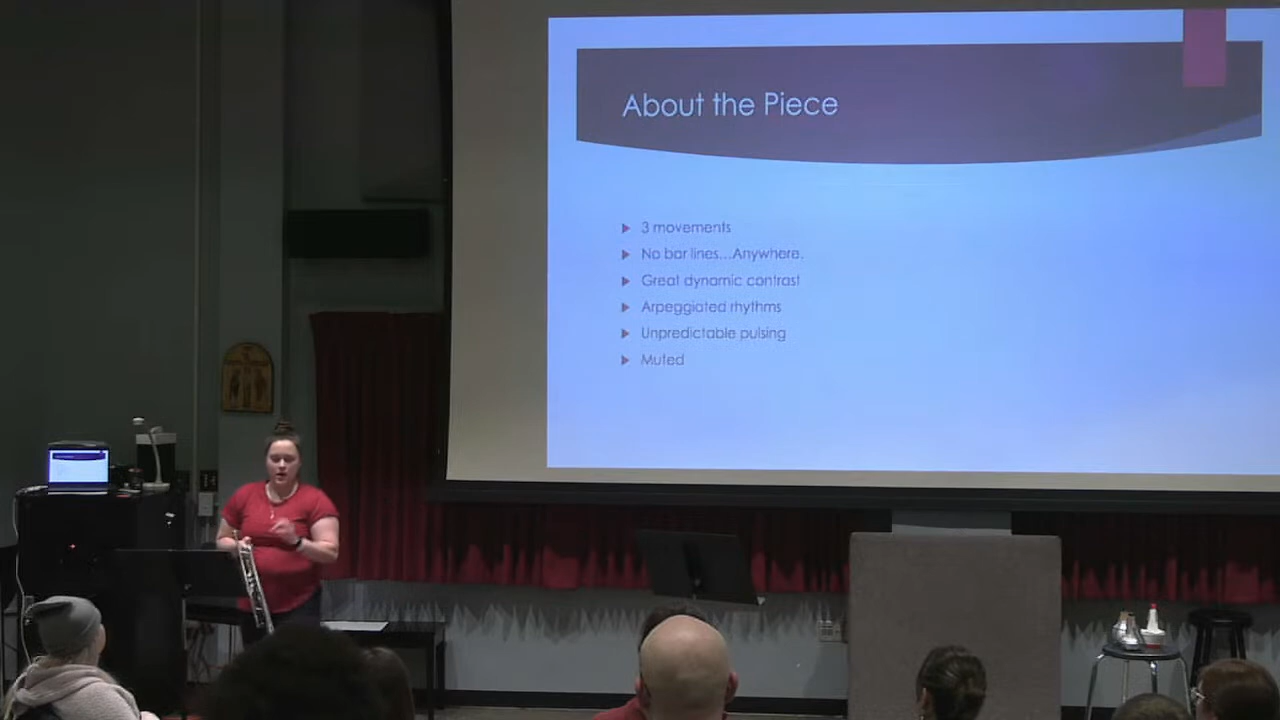 About the Piece
3 movements
No bar lines...Anywhere.
Great dynamic contrast
Arpeggiated rhythms
Unpredictable pulsing
Muted